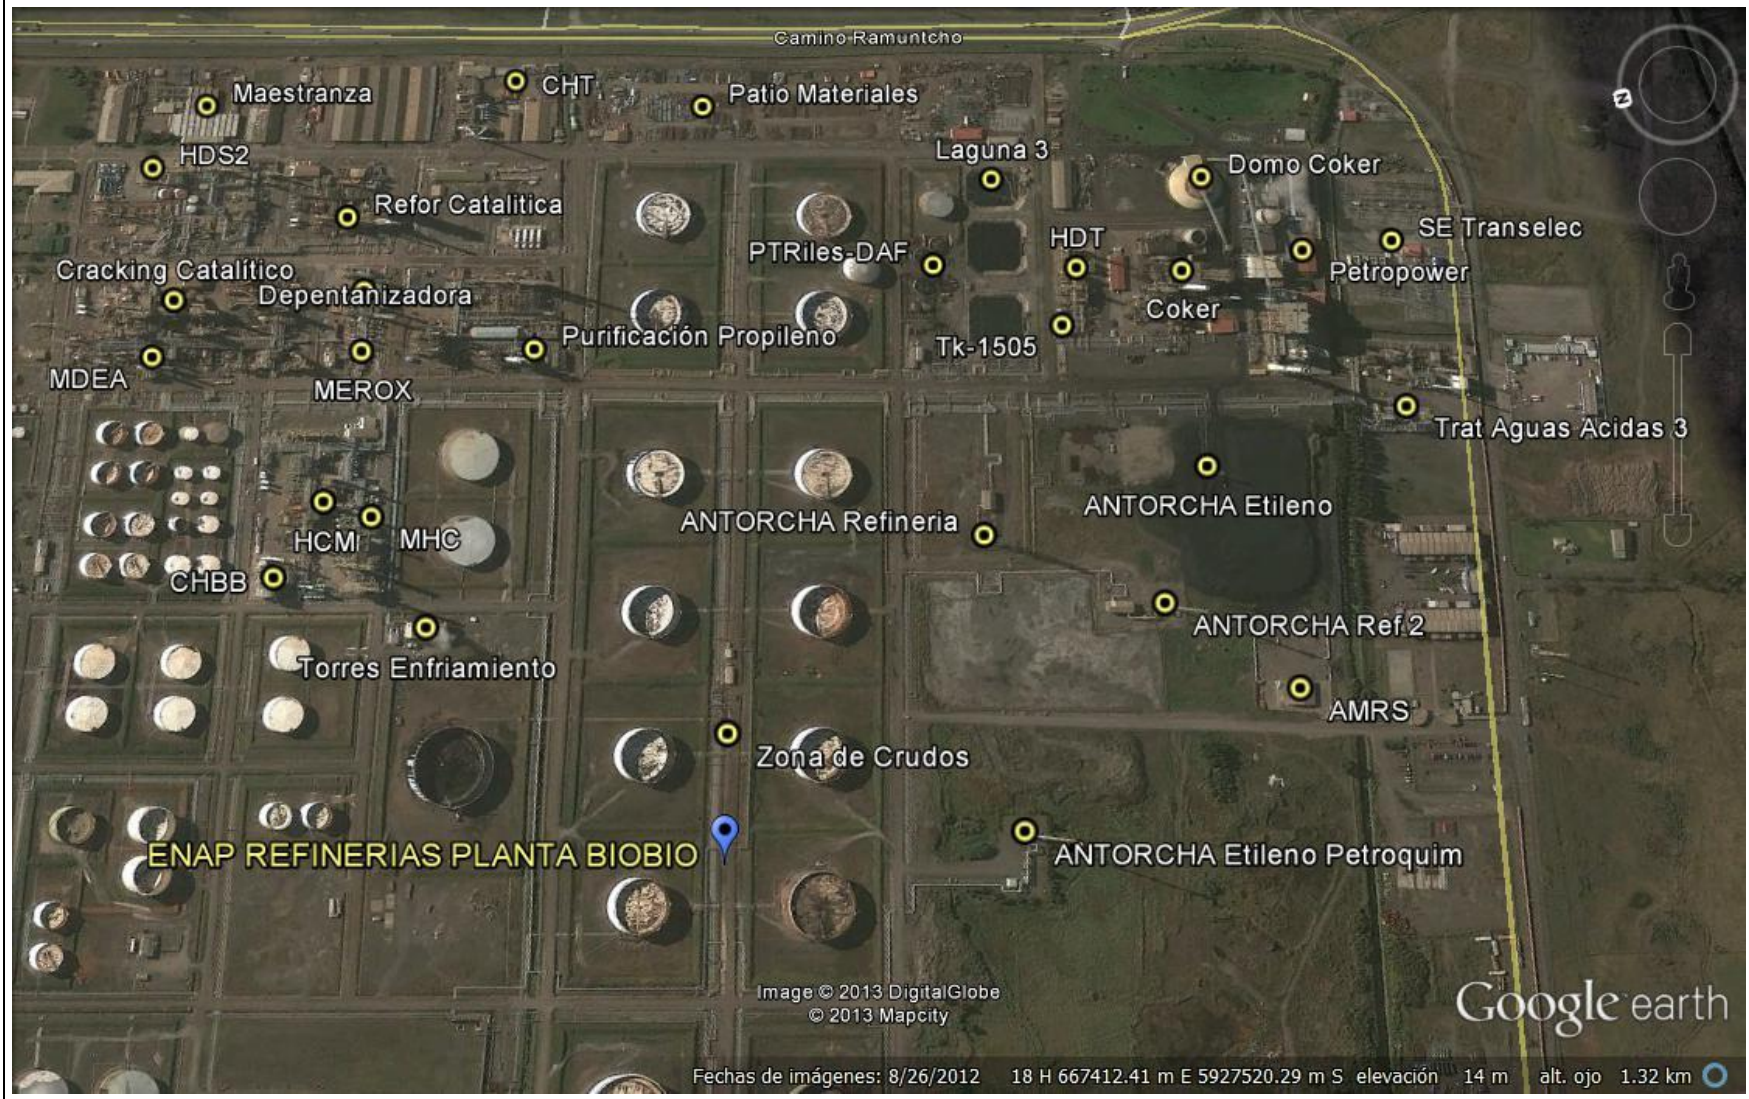 Camino Ramuntcho
CHT
Maestranza
Patio Materiales
HDS2
Laguna 3
Domo Coker
Refor Catalitica
SE Transelec
HDT
PTRiles-DAF
Cracking Catalítico
Petropower
Depentanizadora
Coker
Purificación Propileno
Tk-1505
MDEA
MEROX
Trat Aguas Acidas 3
ANTORCHA Etileno
ANTORCHA Refineria
HCM
MHC
CHBB
ANTORCHA Ref.2
Torres Enfriamiento
AMRS
Zona de Crudos
ENAP REFINERIAS PLANTA BIOBIO
ANTORCHA Etileno Petroquim
Image © 2013 DigitalGlobe
© 2013 Mapcity
Google earth
Fechas de imágenes: 8/26/2012 18 H 667412.41 m E 5927520.29 m S elevación 14 m alt. ojo 1.32 km
N